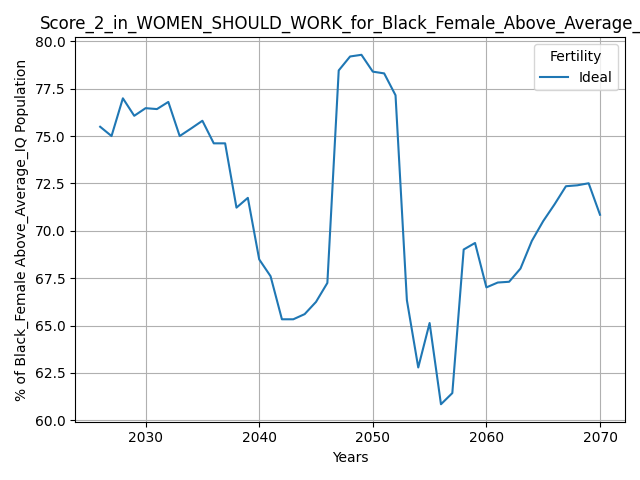 Score_2_in_WOMEN_SHOULD_WORK_for_Black_Female_Above_Average_
80.0
77.5
75.0
72.5
70.0
67.5
65.0
62.5
60.0
% of Black_Female Above_Average_IQ Population
Fertility
Ideal
2030 2040 2050 2060 2070
Years